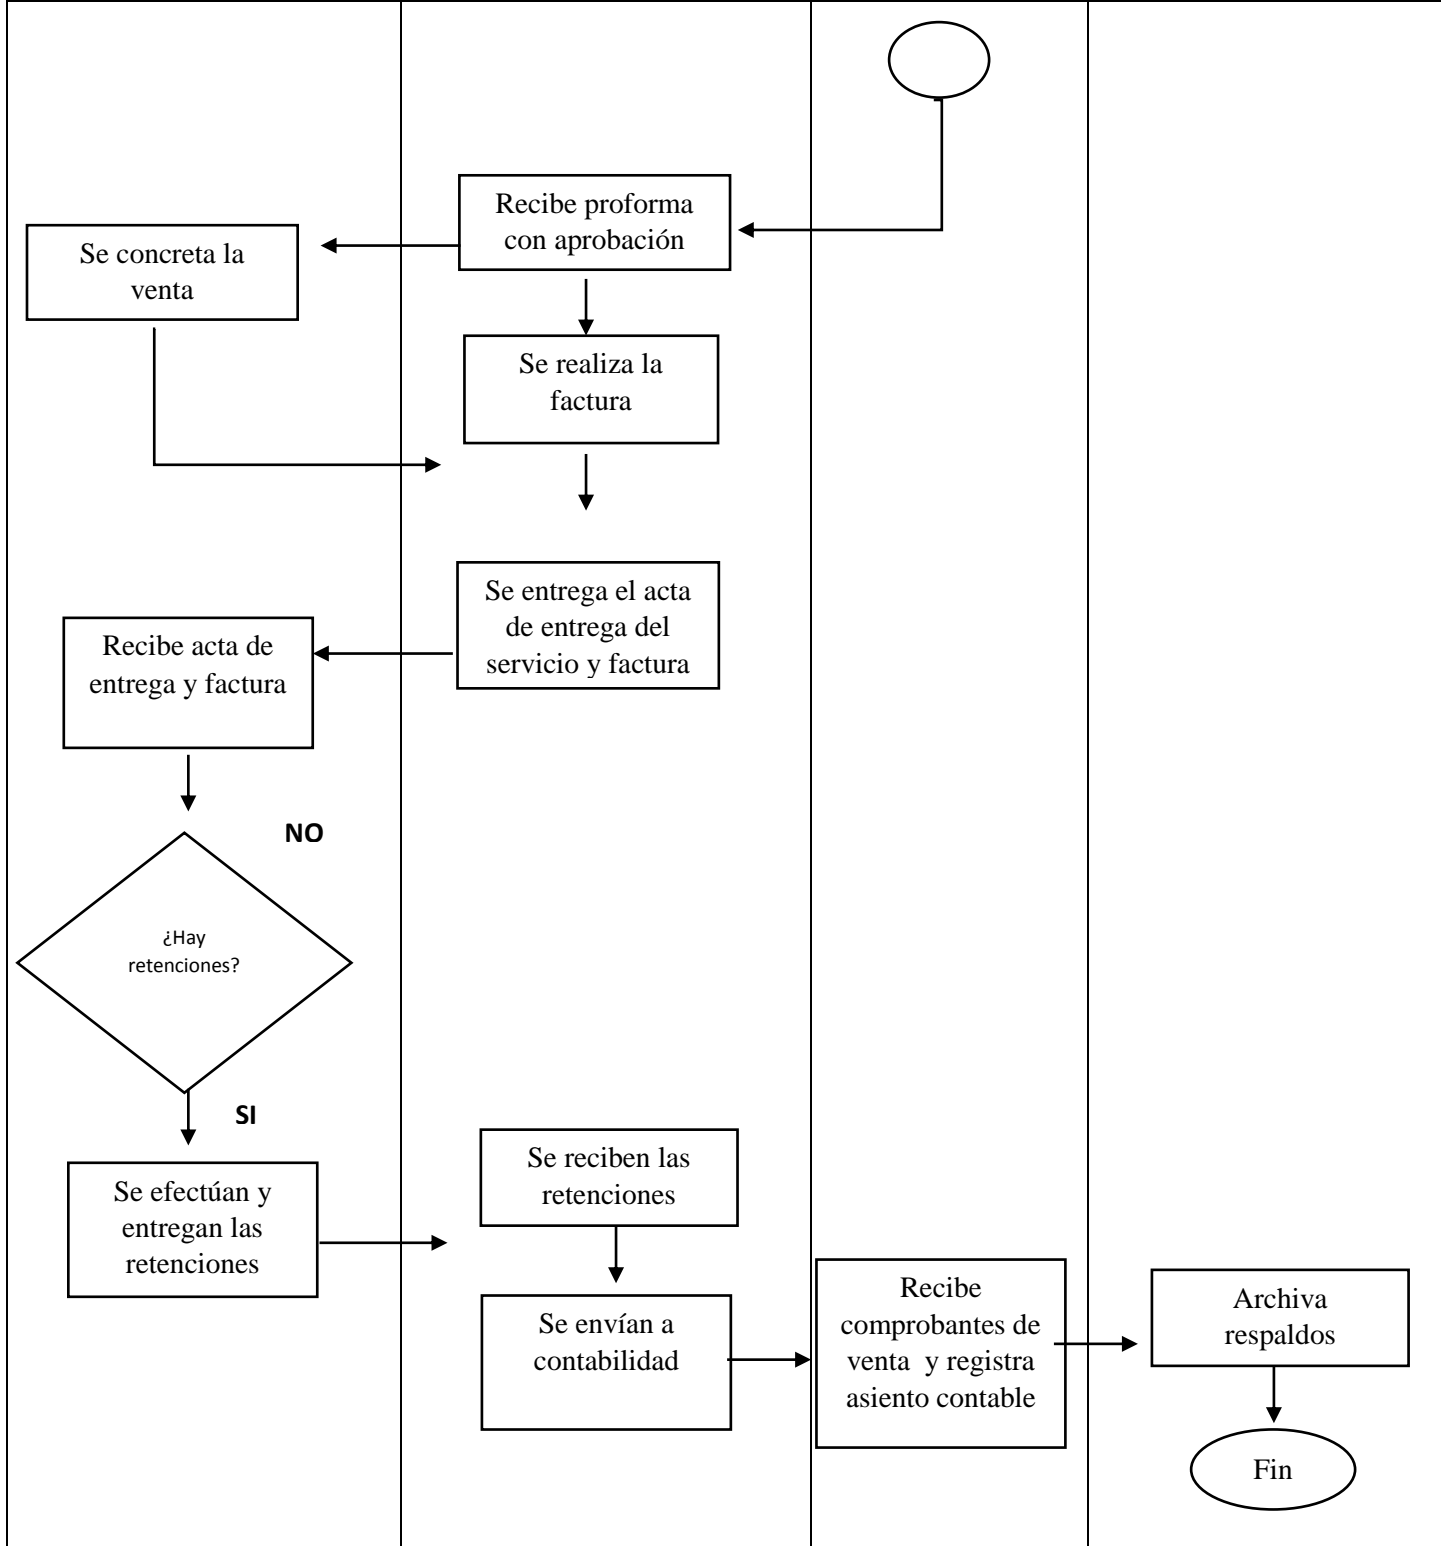 Recibe proforma
con aprobación
Se concreta la
venta
Se realiza la
factura
Se entrega el acta
de entrega del
servicio y factura
Recibe acta de
entrega y factura
NO
¿Hay
retenciones?
SI
Se efectúan y
entregan las
retenciones
Se reciben las
retenciones
Se envían a
contabilidad
Recibe
comprobantes de
venta y registra
asiento contable
Archiva
respaldos
Fin